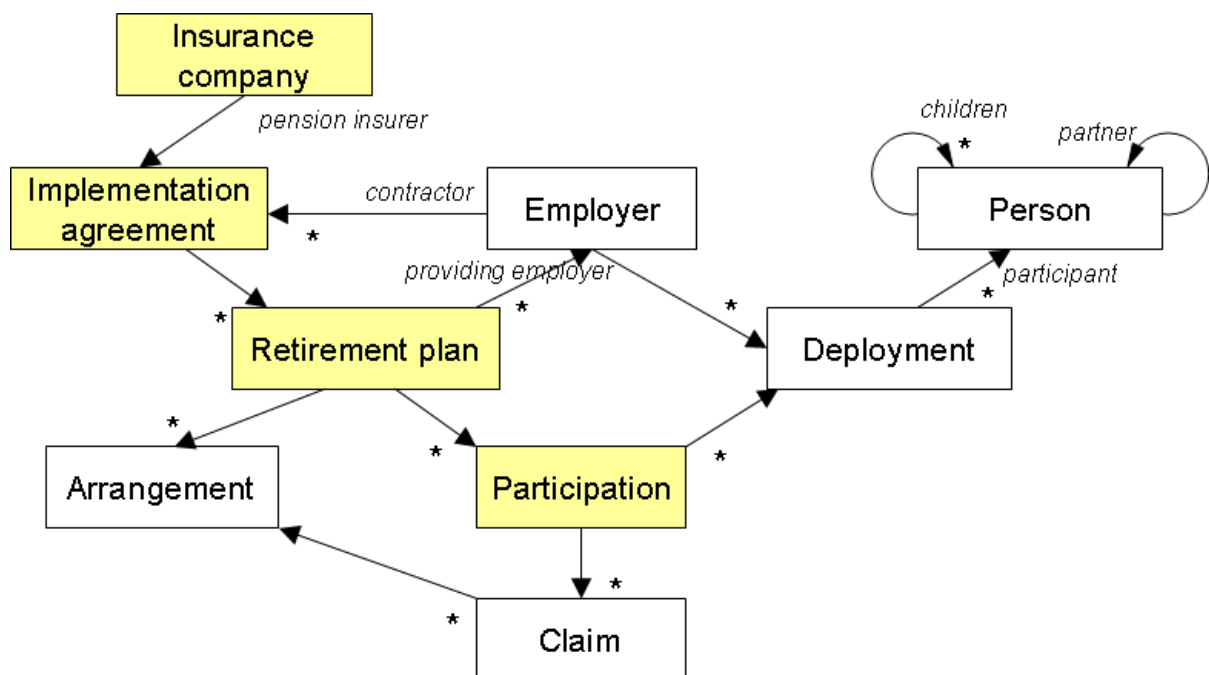 Insurance
company
pension insurer
children
*
partner
Implementation
agreement
contractor
*
Employer
Person
providing employer
*
*
*
participant
*
Retirement plan
Deployment
*
*
*
Arrangement
Participation
*
*
Claim